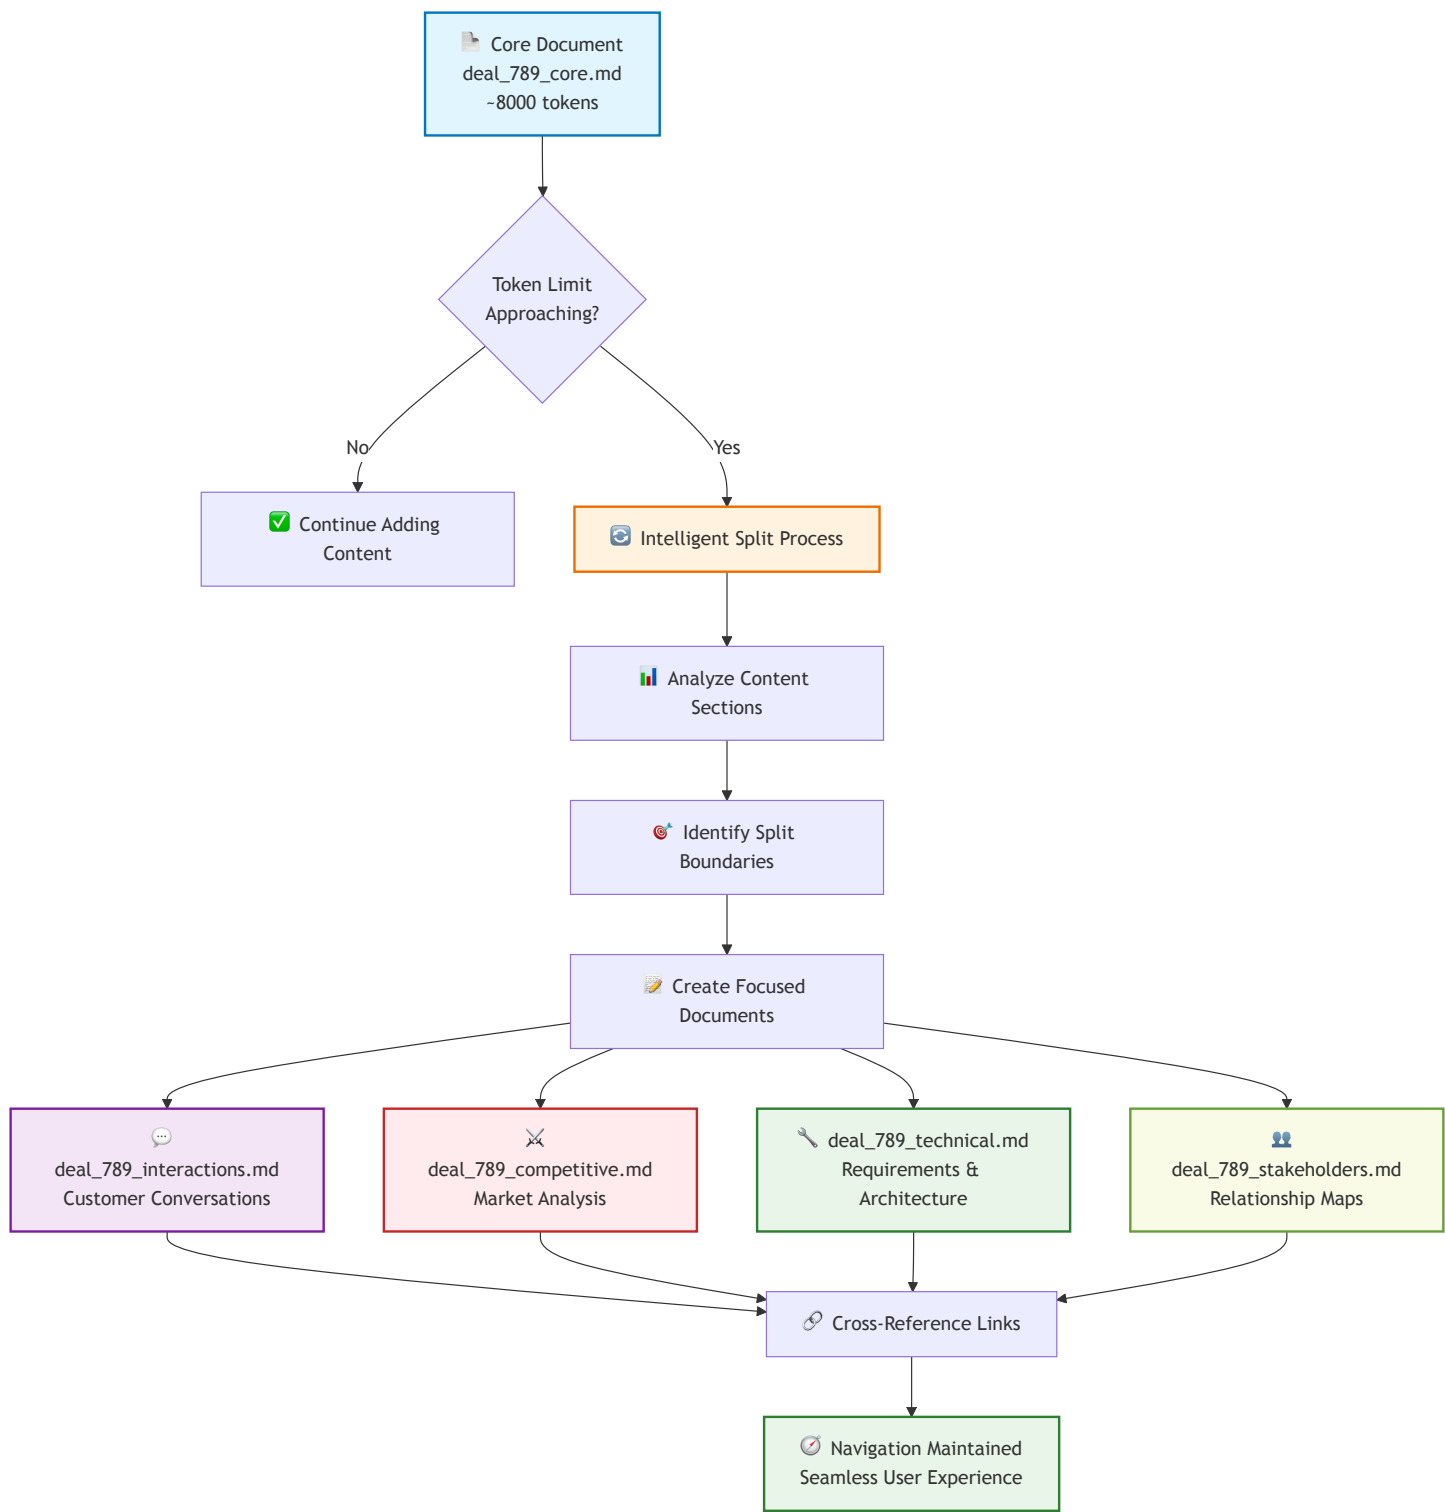 Core Document
deal_789_core.md
~8000 tokens
Token Limit
Approaching?
No
Yes
Continue Adding
Content
Intelligent Split Process
Analyze Content
Sections
Identify Split
Boundaries
Create Focused
Documents
deal_789_interactions.md
Customer Conversations
deal_789_competitive.md
Market Analysis
deal_789_technical.md
Requirements &
Architecture
deal_789_stakeholders.md
Relationship Maps
Cross-Reference Links
Navigation Maintained
Seamless User Experience